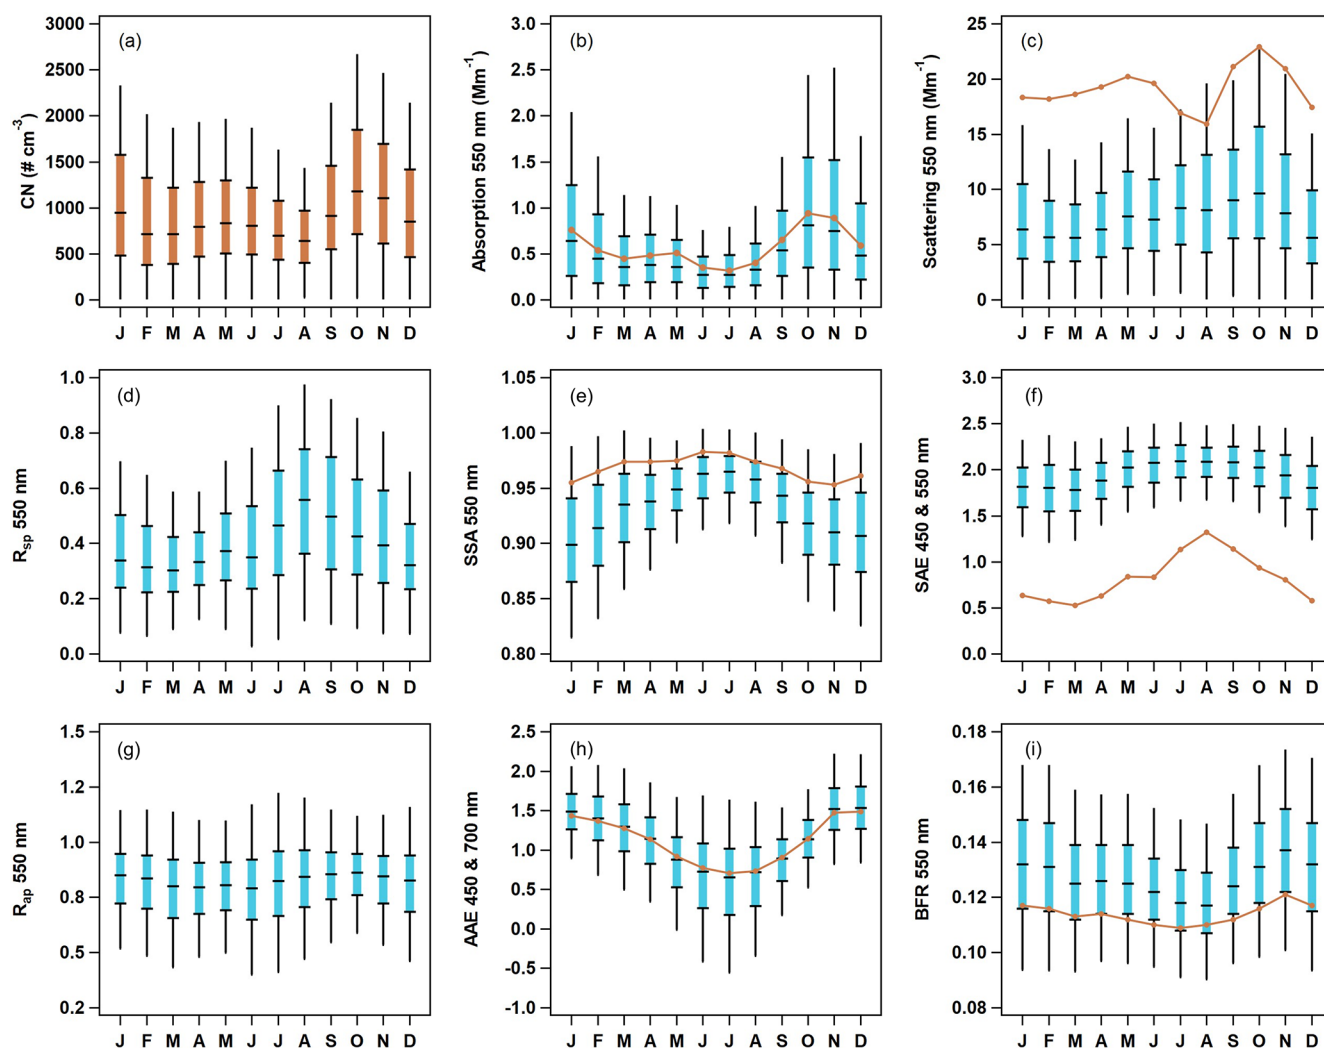 (a)
CN (# cm-3)
3000
2500
2000
1500
1000
500
0
J F M A M J J A S O N D
(b)
Absorption 550 nm (Mm-1)
3.0
2.5
2.0
1.5
1.0
0.5
0.0
J F M A M J J A S O N D
(c)
Scattering 550 nm (Mm-1)
25
20
15
10
5
0
J F M A M J J A S O N D
(d)
Rsp 550 nm
1.0
0.8
0.6
0.4
0.2
0.0
J F M A M J J A S O N D
(e)
SSA 550 nm
1.05
1.00
0.95
0.90
0.85
0.80
J F M A M J J A S O N D
(f)
SAE 450 & 550 nm
3.0
2.5
2.0
1.5
1.0
0.5
0.0
J F M A M J J A S O N D
(g)
Rap 550 nm
1.5
1.2
1.0
0.8
0.5
0.2
J F M A M J J A S O N D
(h)
AAE 450 & 700 nm
2.5
2.0
1.5
1.0
0.5
0.0
-0.5
-1.0
J F M A M J J A S O N D
(i)
BFR 550 nm
0.18
0.16
0.14
0.12
0.10
0.08
J F M A M J J A S O N D